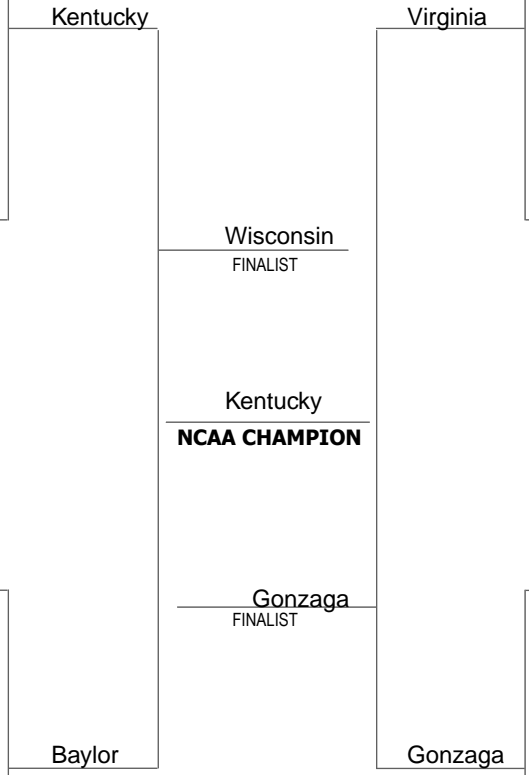 Kentucky
Virginia
Wisconsin
FINALIST
Kentucky
NCAA CHAMPION
Gonzaga
FINALIST
Baylor
Gonzaga